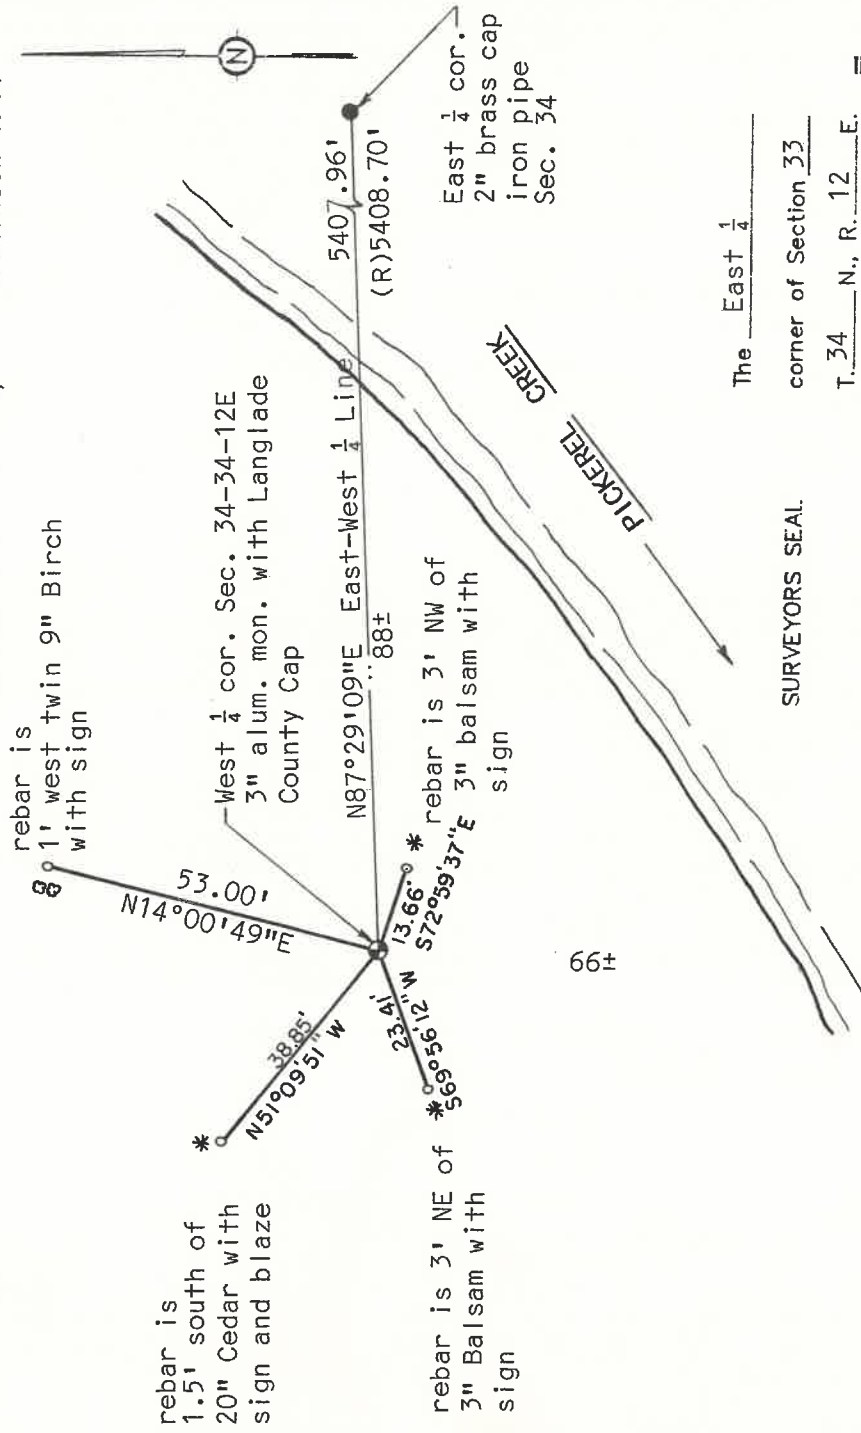 rebar is
1' west twin 9" Birch
with sign
N
West 1/4 cor. Sec. 34-34-12E
3" alum. mon. with Langlade
County Cap
53.00'
N14°00'49"E
rebar is
1.5' south of
20" Cedar with
sign and blaze
*
38.85'
N51°09'51" W
N87°29'09"E East-West 1/4 Line
88±
5407.96'
(R)5408.70'
East 1/4 cor.
2" brass cap
iron pipe
Sec. 34
13.66'
S72°59'37" E
*
rebar is 3' NW of
3" balsam with
sign
23.41'
S69°56'12" W
*
rebar is 3' NE of
3" Balsam with
sign
66±
PICKEREL CREEK
SURVEYORS SEAL
The East 1/4
corner of Section 33
T. 34 N., R. 12 E.